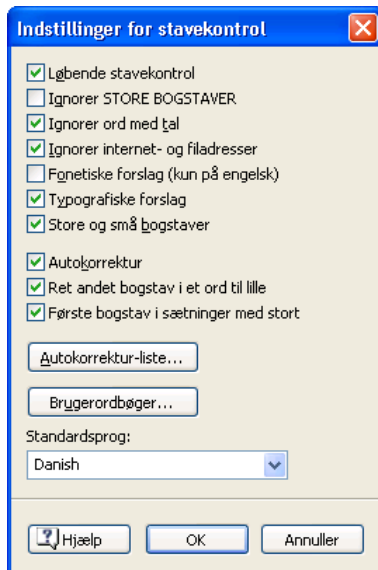 Indstillinger for stavekontrol
Løbende stavekontrol
Ignorer STORE BOGSTAVER
Ignorer ord med tal
Ignorer internet- og filadresser
Fonetiske forslag (kun på engelsk)
Typografiske forslag
Store og små bogstaver
Autokorrektur
Ret andet bogstav i et ord til lille
Første bogstav i sætninger med stort
Autokorrektur-liste...
Brugerordbøger...
Standardsprog:
Danish
Hjælp OK Annuller